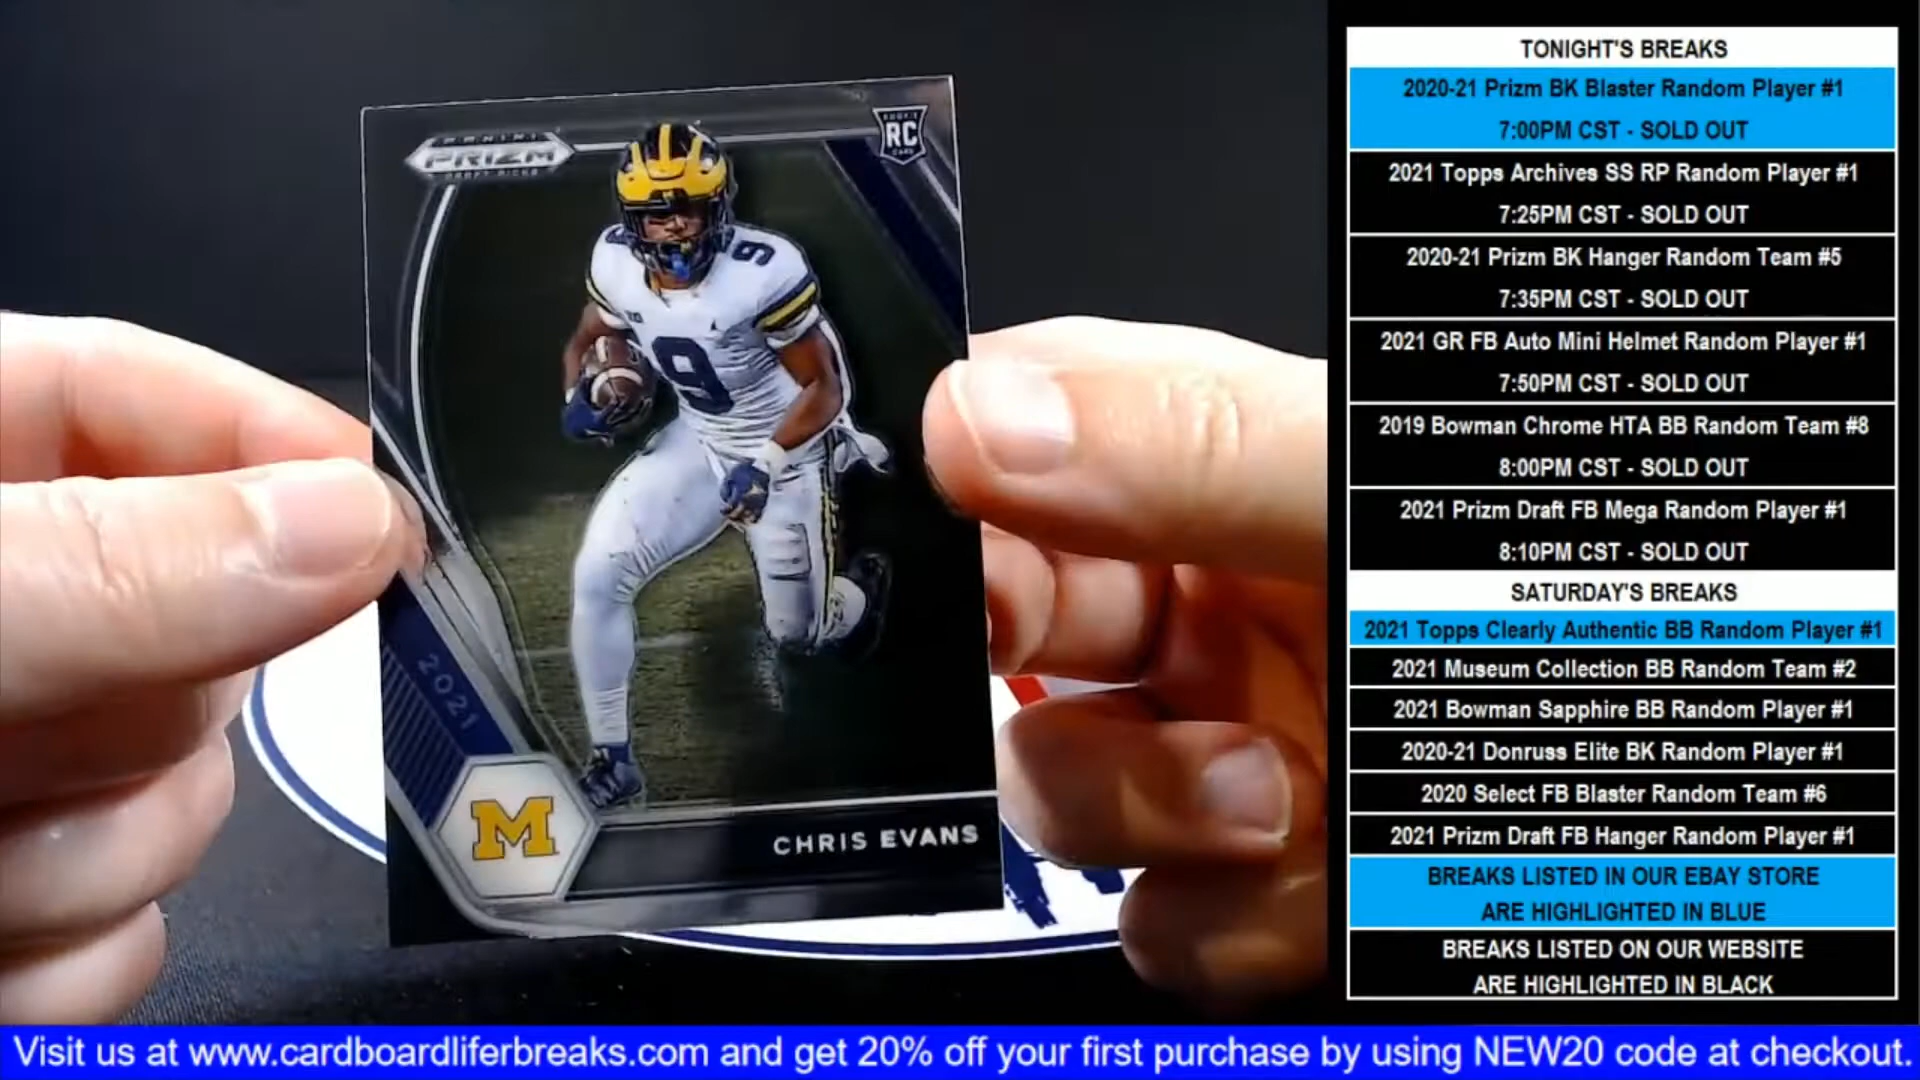 PANINI
PRIZM
DRAFT PICKS
ROOKIE
RC
CARD
9
9
2021
M
CHRIS EVANS
TONIGHT'S BREAKS
2020-21 Prizm BK Blaster Random Player #1
7:00PM CST - SOLD OUT
2021 Topps Archives SS RP Random Player #1
7:25PM CST - SOLD OUT
2020-21 Prizm BK Hanger Random Team #5
7:35PM CST - SOLD OUT
2021 GR FB Auto Mini Helmet Random Player #1
7:50PM CST - SOLD OUT
2019 Bowman Chrome HTA BB Random Team #8
8:00PM CST - SOLD OUT
2021 Prizm Draft FB Mega Random Player #1
8:10PM CST - SOLD OUT
SATURDAY'S BREAKS
2021 Topps Clearly Authentic BB Random Player #1
2021 Museum Collection BB Random Team #2
2021 Bowman Sapphire BB Random Player #1
2020-21 Donruss Elite BK Random Player #1
2020 Select FB Blaster Random Team #6
2021 Prizm Draft FB Hanger Random Player #1
BREAKS LISTED IN OUR EBAY STORE
ARE HIGHLIGHTED IN BLUE
BREAKS LISTED ON OUR WEBSITE
ARE HIGHLIGHTED IN BLACK
Visit us at www.cardboardliferbreaks.com and get 20% off your first purchase by using NEW20 code at checkout.